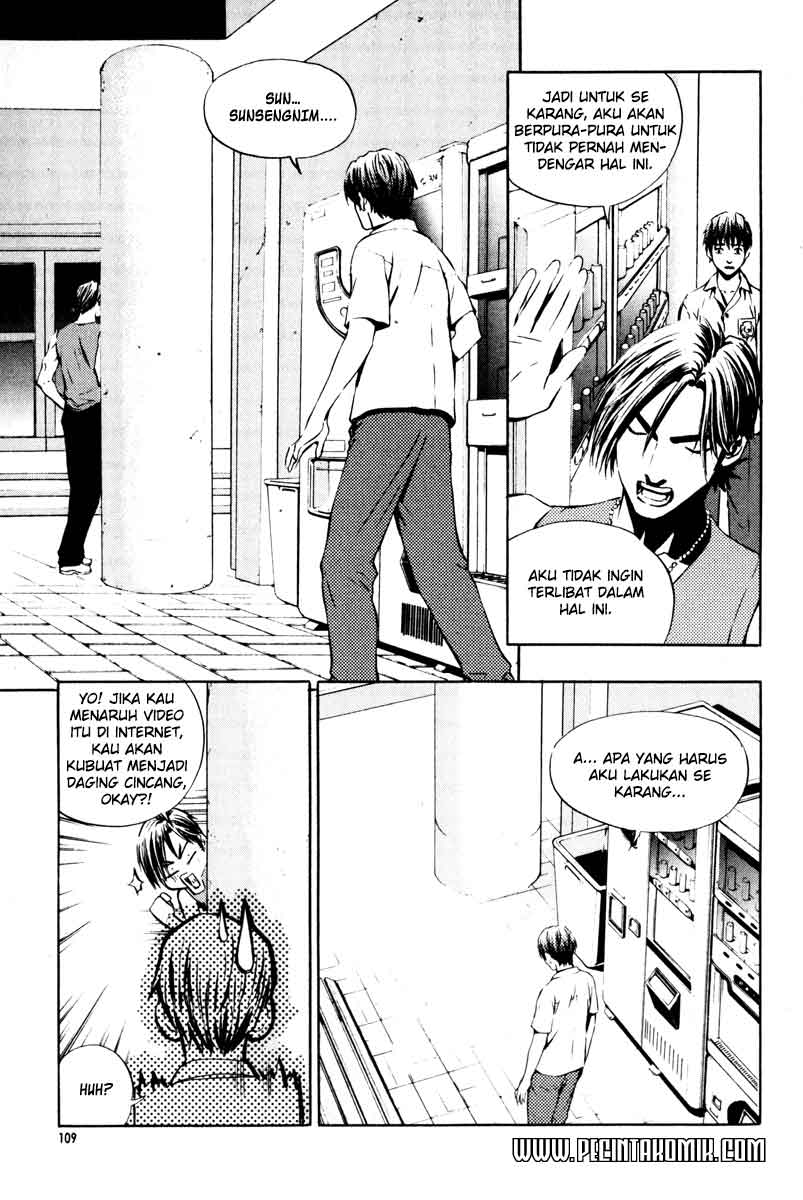 JADI UNTUK SE
KARANG, AKU AKAN
BERPURA-PURA UNTUK
TIDAK PERNAH MEN-
DENGAR HAL INI.
AKU TIDAK INGIN
TERLIBAT DALAM
HAL INI.
SUN...
SUNSENGNIM....
A... APA YANG HARUS
AKU LAKUKAN SE
KARANG...
YO! JIKA KAU
MENARUH VIDEO
ITU DI INTERNET,
KAU AKAN
KUBUAT MENJADI
DAGING CINCANG,
OKAY?!
HUH?
109
WWW.PECINTAKOMIK.COM